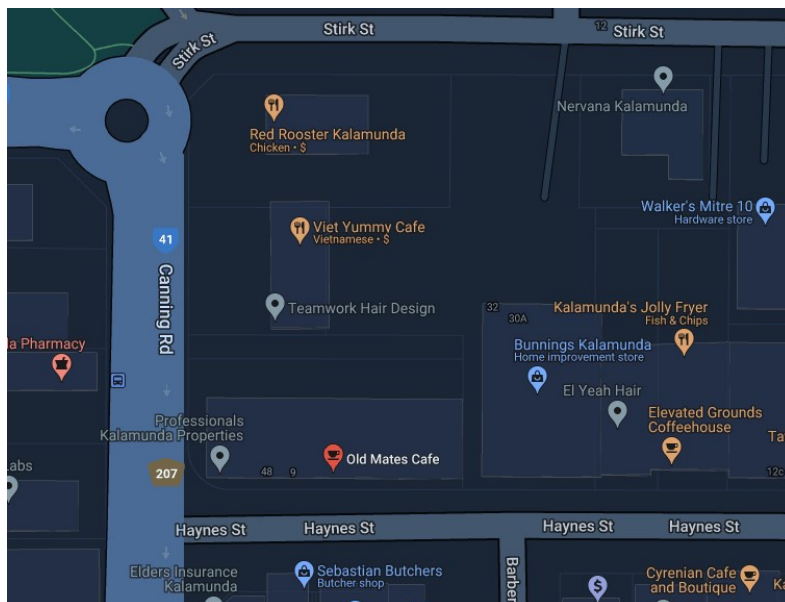 Stirk St
Stirk St
12
Stirk St
Red Rooster Kalamunda
Chicken • $
Nervana Kalamunda
Walker's Mitre 10
Hardware store
Viet Yummy Cafe
Vietnamese • $
41
Canning Rd
Teamwork Hair Design
32
30A
Kalamunda's Jolly Fryer
Fish & Chips
la Pharmacy
Bunnings Kalamunda
Home improvement store
El Yeah Hair
Professionals
Kalamunda Properties
Elevated Grounds
Coffeehouse
Ta
Old Mates Cafe
48
9
12c
Labs
207
Haynes St
Haynes St
Haynes St
Haynes St
Barber
Elders Insurance
Kalamunda
Sebastian Butchers
Butcher shop
$
Cyrenian Cafe
and Boutique
Ka